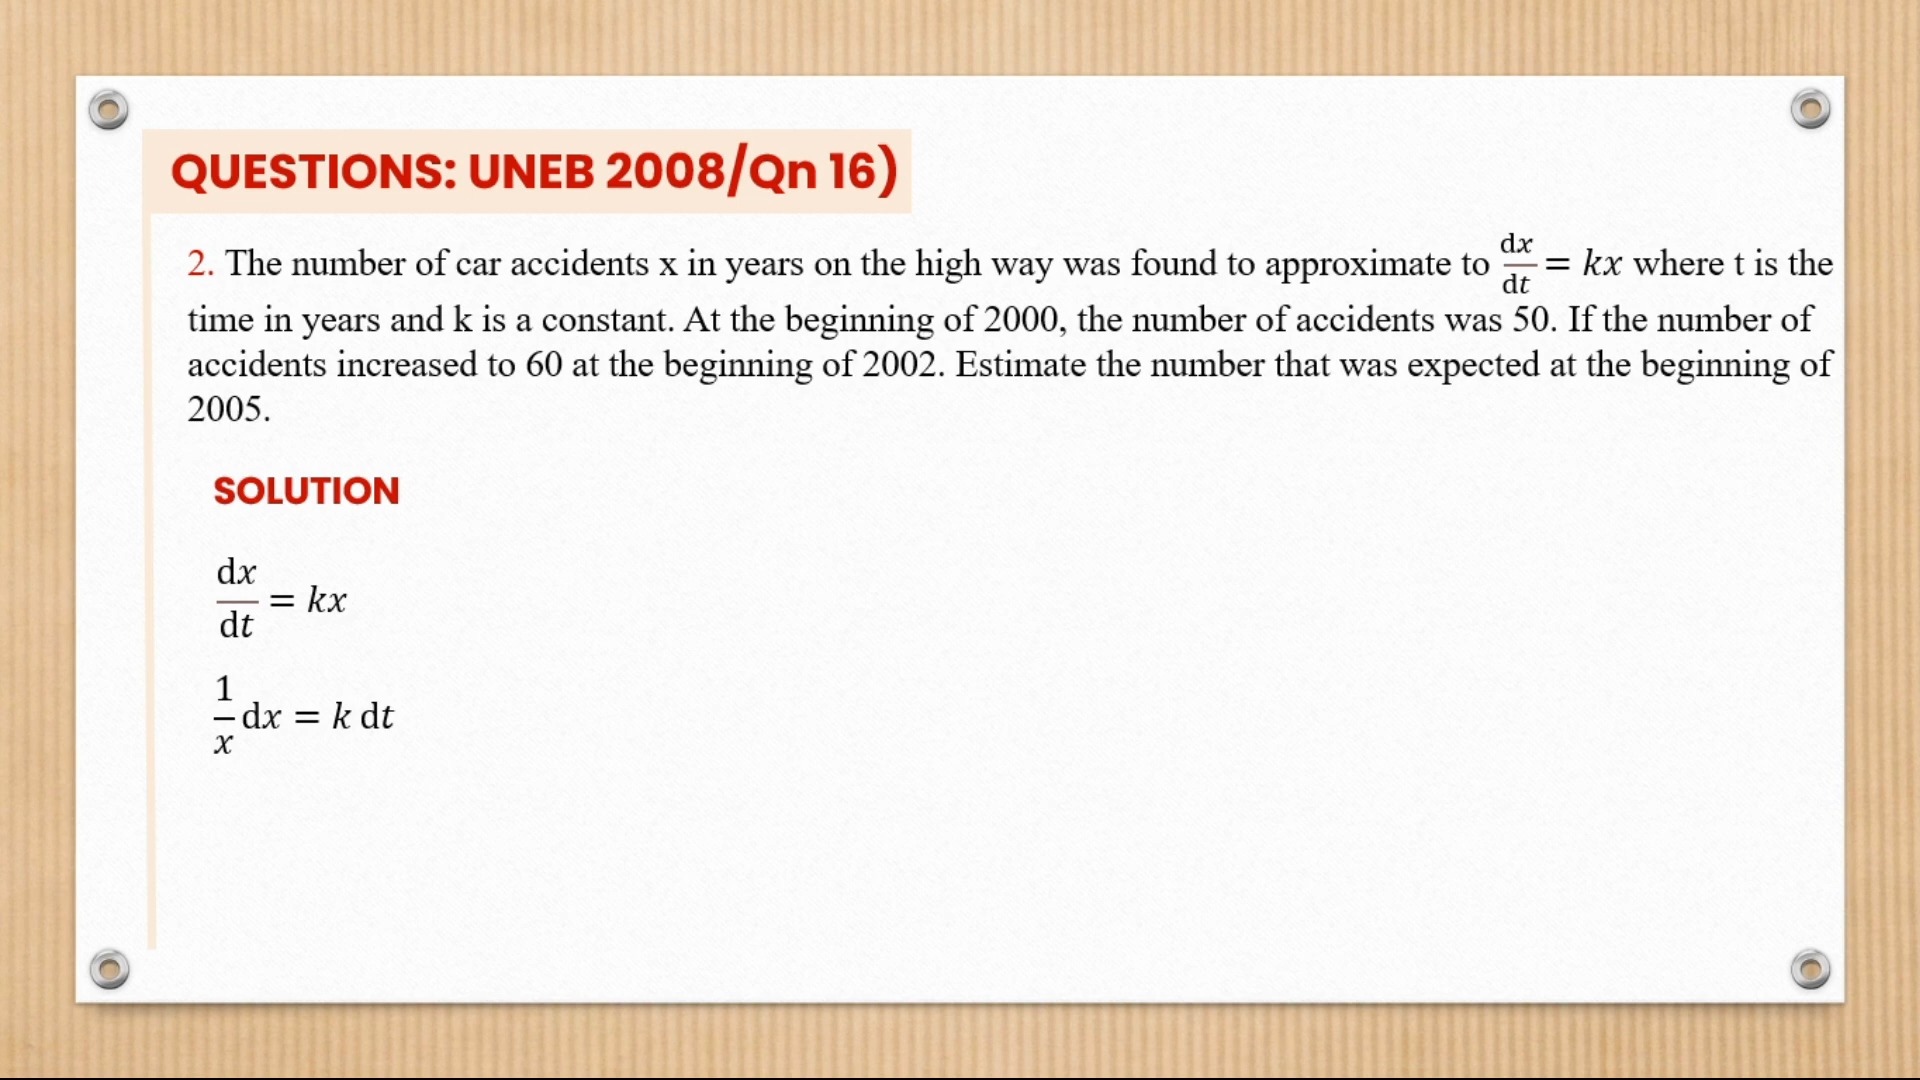 QUESTIONS: UNEB 2008/Qn 16)
2. The number of car accidents x in years on the high way was found to approximate to dx/dt = kx where t is the
time in years and k is a constant. At the beginning of 2000, the number of accidents was 50. If the number of
accidents increased to 60 at the beginning of 2002. Estimate the number that was expected at the beginning of
2005.
SOLUTION
dx/dt = kx
1/x dx = k dt